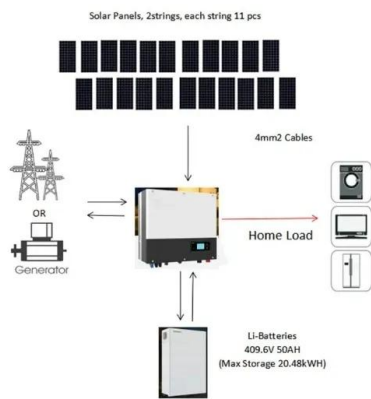 Solar Panels, 2strings, each string 11 pcs
4mm2 Cables
OR
Generator
Home Load
Li-Batteries
409.6V 50AH
(Max Storage 20.48kWH)